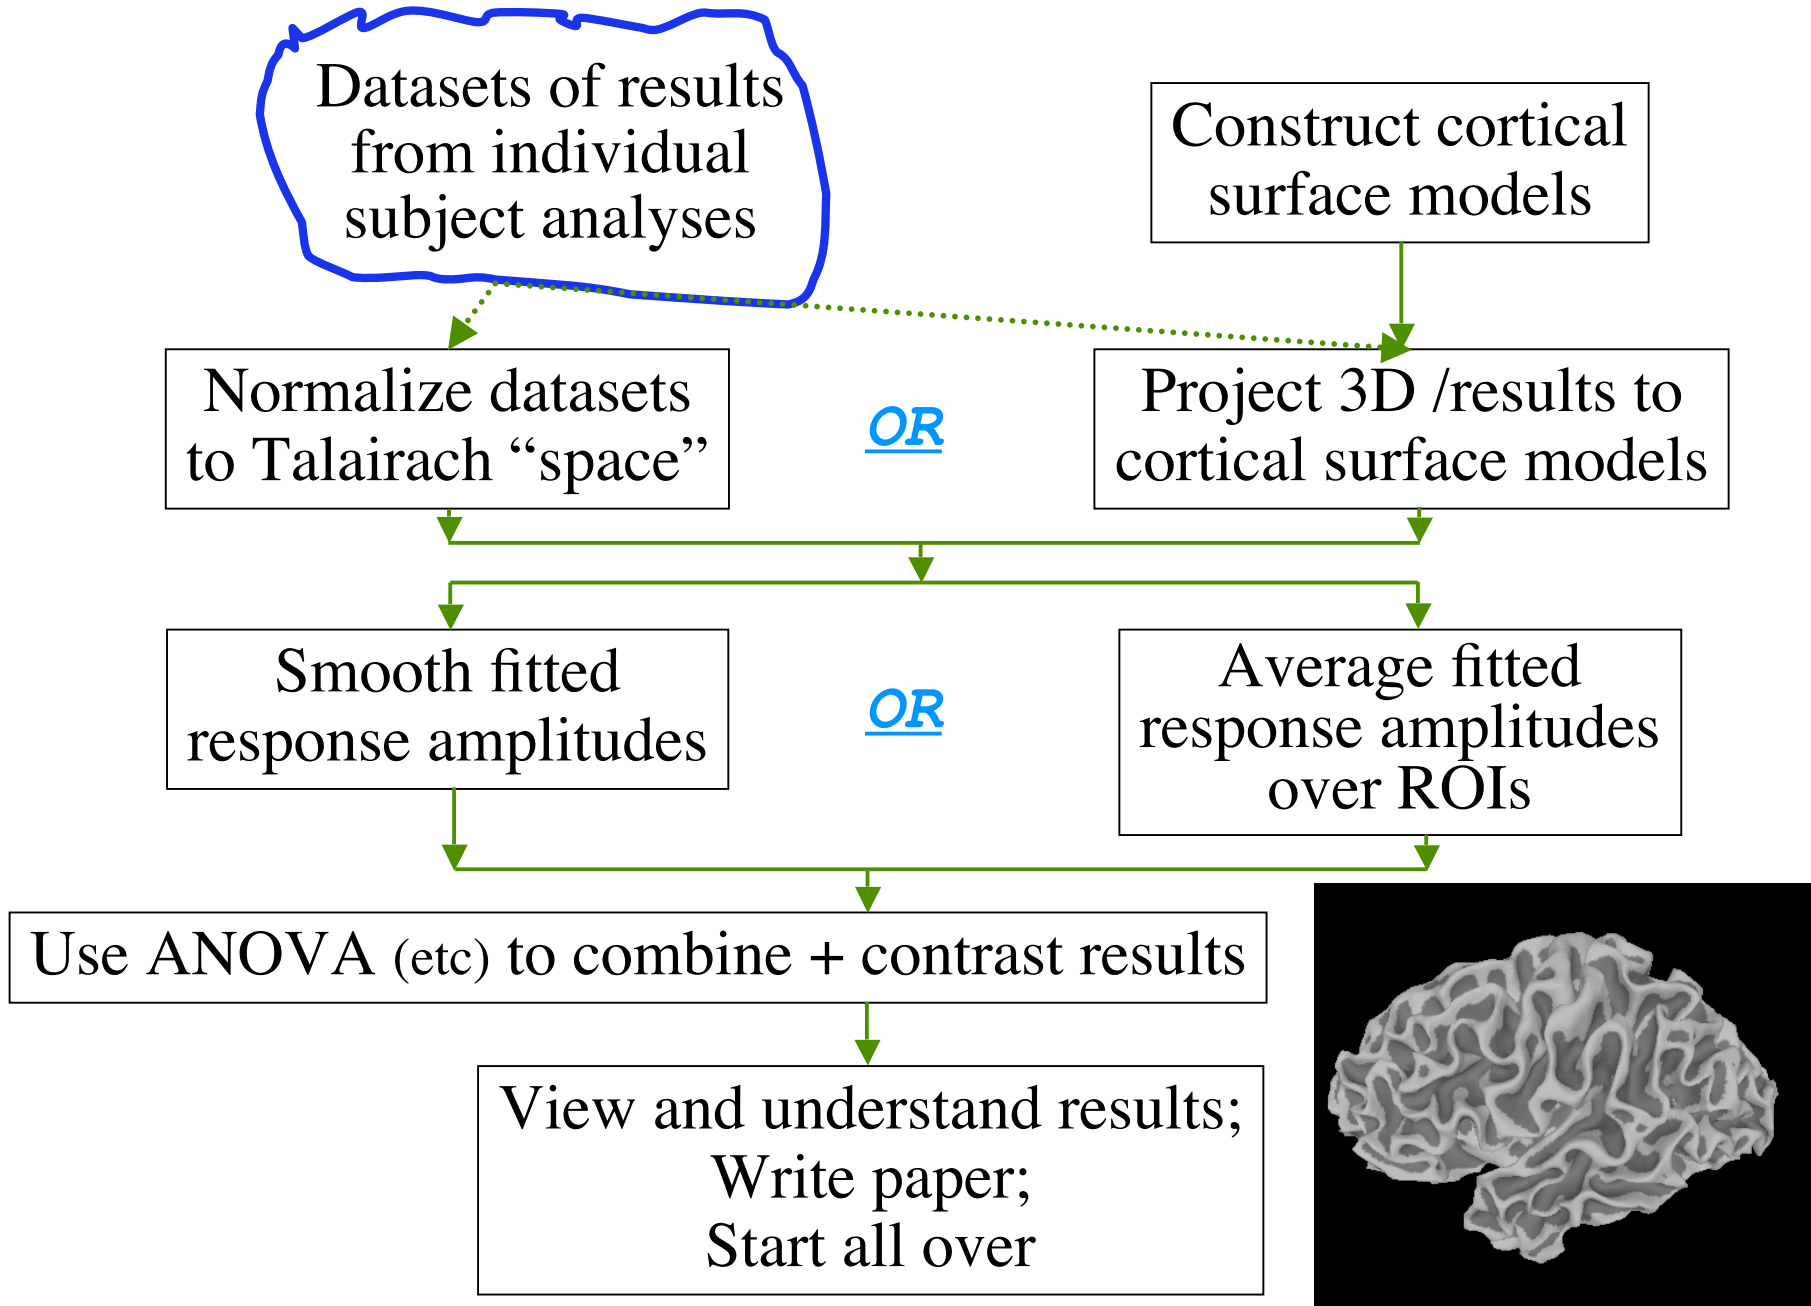 Datasets of results
from individual
subject analyses
Construct cortical
surface models
Normalize datasets
to Talairach “space”
OR
Project 3D /results to
cortical surface models
Smooth fitted
response amplitudes
OR
Average fitted
response amplitudes
over ROIs
Use ANOVA (etc) to combine + contrast results
View and understand results;
Write paper;
Start all over